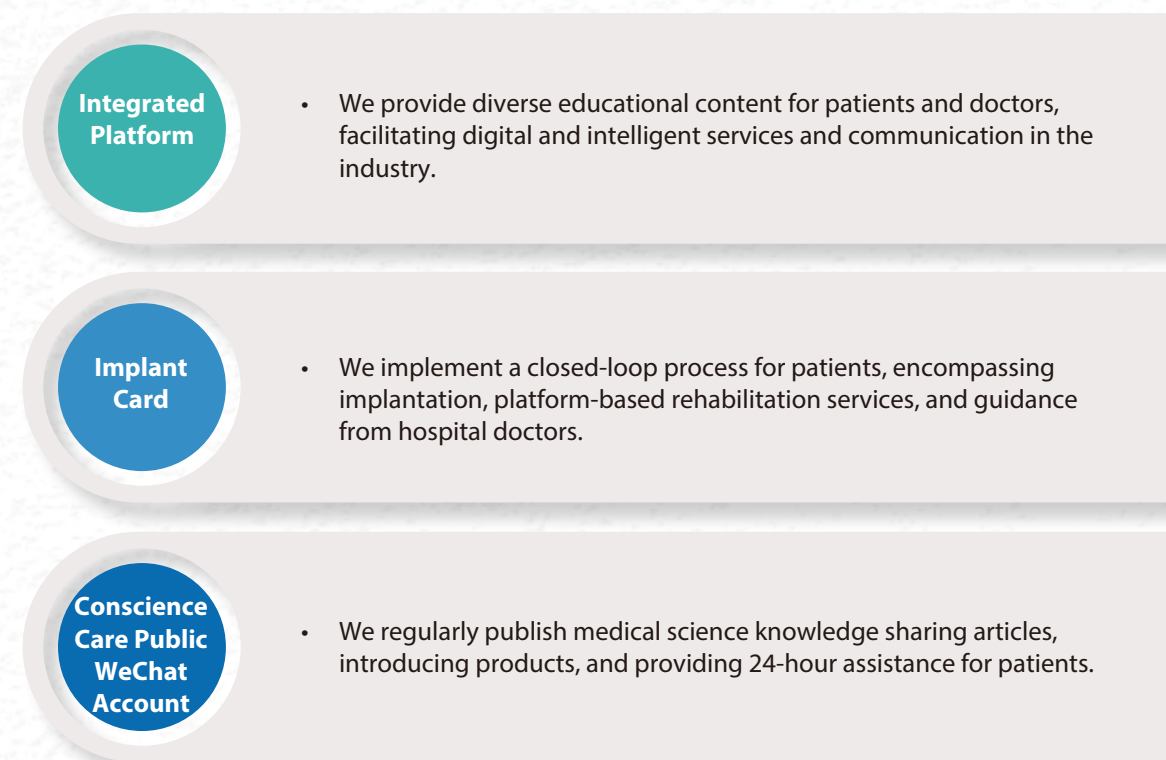 Integrated
Platform
• We provide diverse educational content for patients and doctors,
facilitating digital and intelligent services and communication in the
industry.
Implant
Card
• We implement a closed-loop process for patients, encompassing
implantation, platform-based rehabilitation services, and guidance
from hospital doctors.
Conscience
Care Public
WeChat
Account
• We regularly publish medical science knowledge sharing articles,
introducing products, and providing 24-hour assistance for patients.